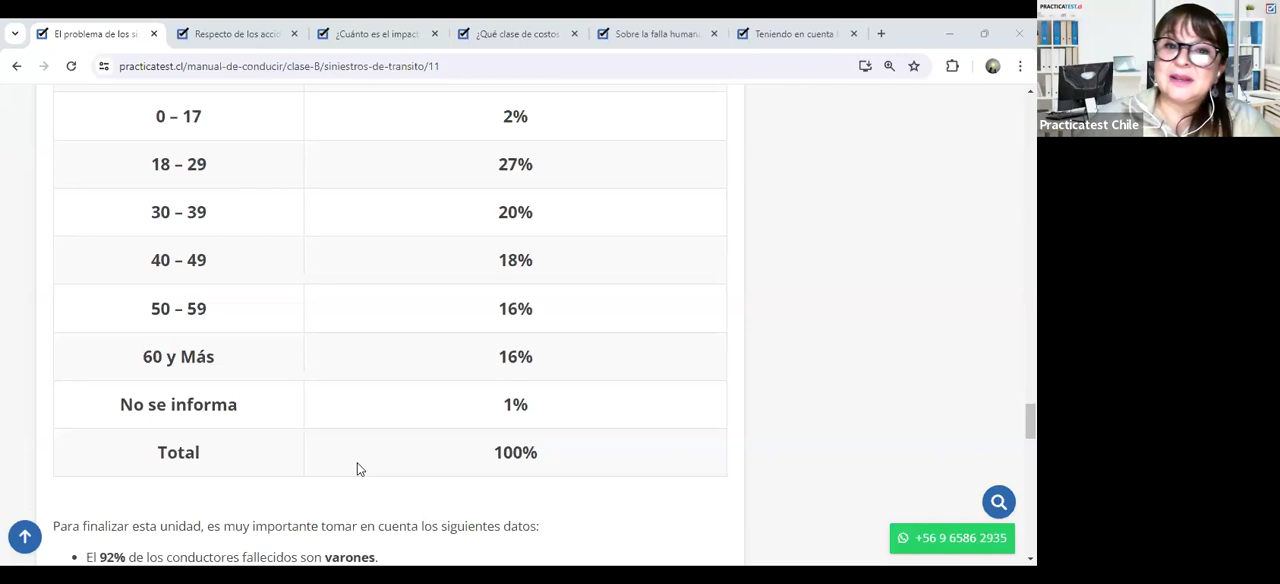 El problema de los si
Respecto de los acci
¿Cuánto es el impact
¿Qué clase de costos
Sobre la falla human
Teniendo en cuenta
practicatest.cl/manual-de-conducir/clase-B/siniestros-de-transito/11
PRACTICATEST.cl
Practicatest Chile
0 – 17 2%
18 – 29 27%
30 – 39 20%
40 – 49 18%
50 – 59 16%
60 y Más 16%
No se informa 1%
Total 100%
Para finalizar esta unidad, es muy importante tomar en cuenta los siguientes datos:
• El 92% de los conductores fallecidos son varones.
+56 9 6586 2935